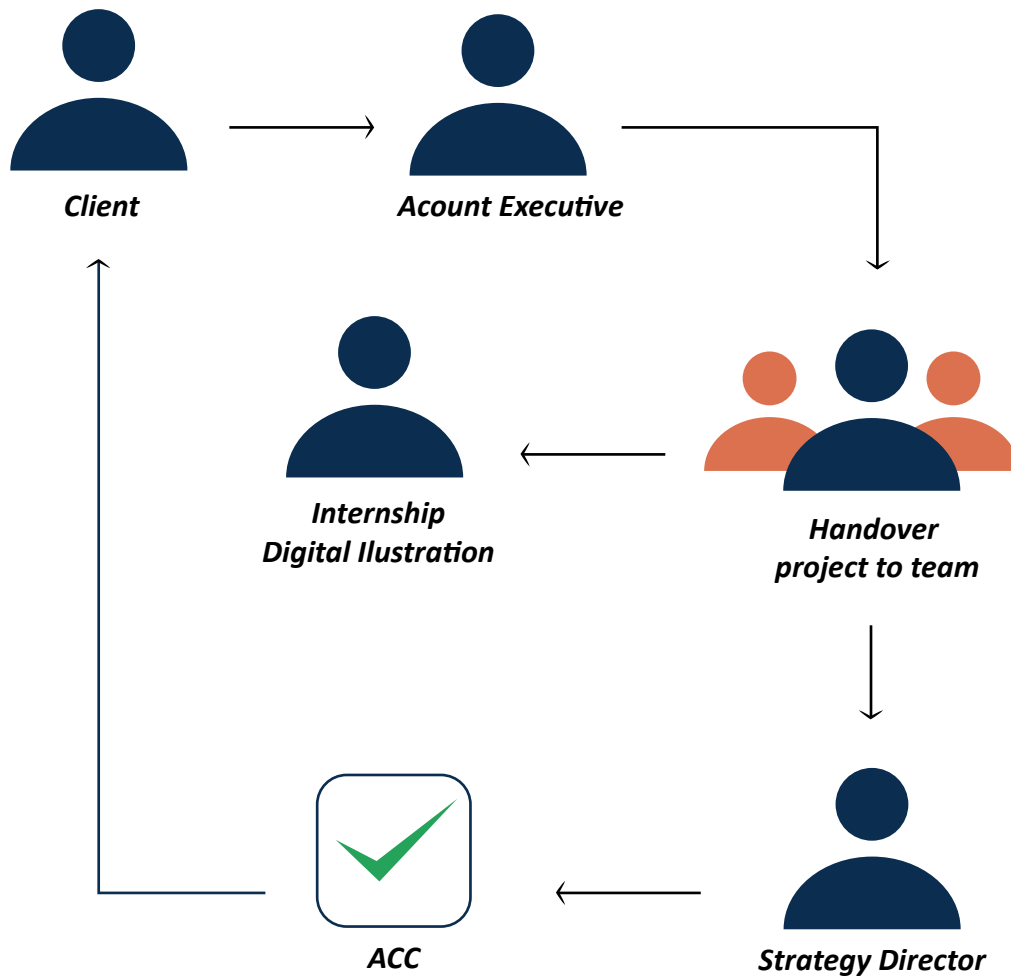 Client
Acount Executive
Internship
Digital Ilustration
Handover
project to team
ACC
Strategy Director